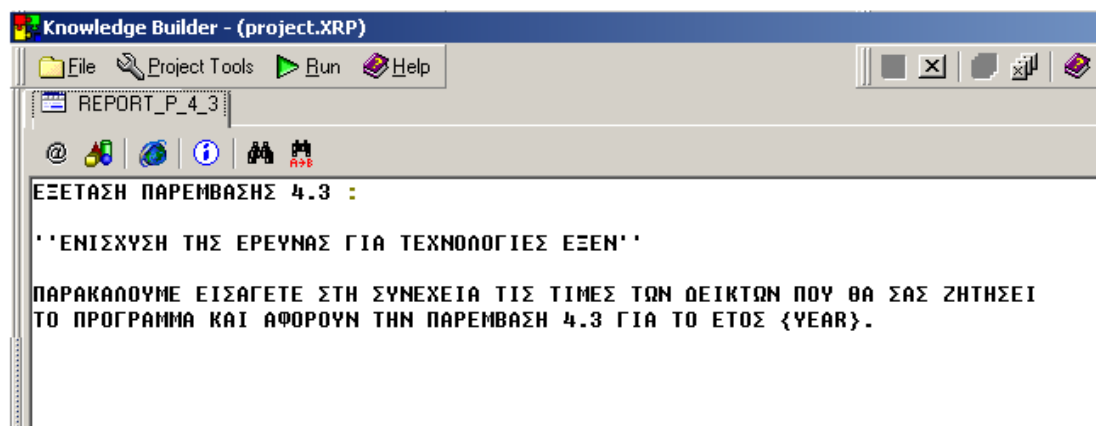 Knowledge Builder - (project.XRP)
File Project Tools Run Help
REPORT_P_4_3
@ A→B
ΕΞΕΤΑΣΗ ΠΑΡΕΜΒΑΣΗΣ 4.3 :
''ΕΝΙΣΧΥΣΗ ΤΗΣ ΕΡΕΥΝΑΣ ΓΙΑ ΤΕΧΝΟΛΟΓΙΕΣ ΕΞΕΝ''
ΠΑΡΑΚΑΛΟΥΜΕ ΕΙΣΑΓΕΤΕ ΣΤΗ ΣΥΝΕΧΕΙΑ ΤΙΣ ΤΙΜΕΣ ΤΩΝ ΔΕΙΚΤΩΝ ΠΟΥ ΘΑ ΣΑΣ ΖΗΤΗΣΕΙ
ΤΟ ΠΡΟΓΡΑΜΜΑ ΚΑΙ ΑΦΟΡΟΥΝ ΤΗΝ ΠΑΡΕΜΒΑΣΗ 4.3 ΓΙΑ ΤΟ ΕΤΟΣ {YEAR}.